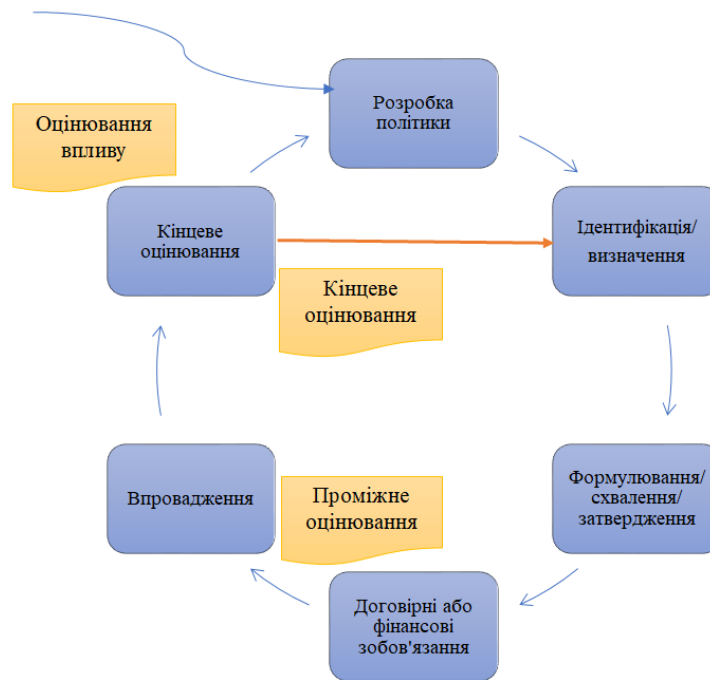 Розробка
політики
Оцінювання
впливу
Кінцеве
оцінювання
Ідентифікація/
визначення
Кінцеве
оцінювання
Впровадження
Проміжне
оцінювання
Формулювання/
схвалення/
затвердження
Договірні або
фінансові
зобов'язання